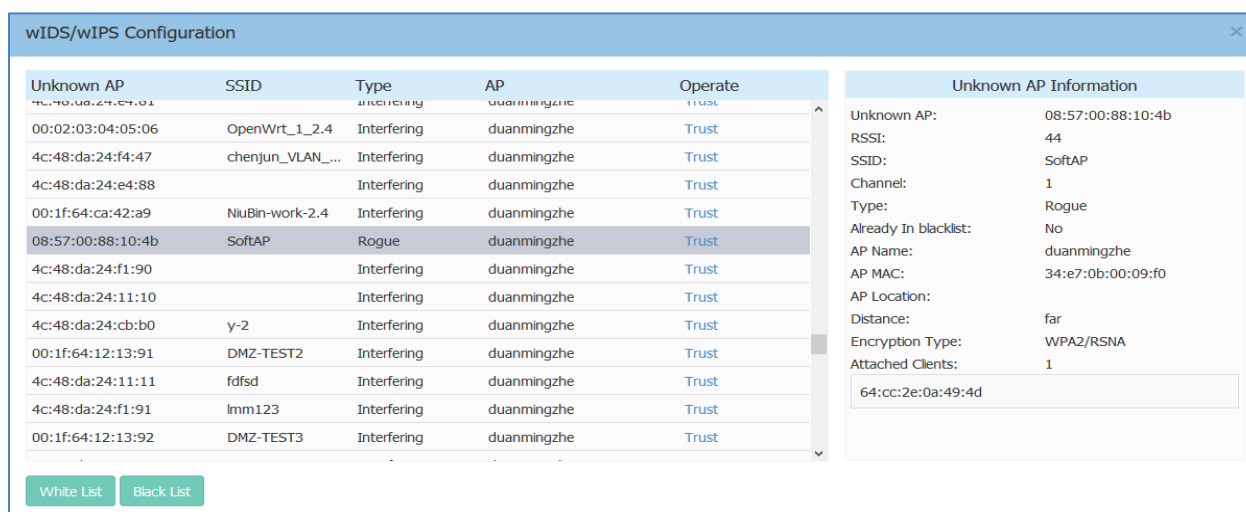 wIDS/wIPS Configuration ×
Unknown AP SSID Type AP Operate
4c:48:da:24:e4:81 Interfering duanmingzhe Trust
00:02:03:04:05:06 OpenWrt_1_2.4 Interfering duanmingzhe Trust
4c:48:da:24:f4:47 chenjun_VLAN_... Interfering duanmingzhe Trust
4c:48:da:24:e4:88 Interfering duanmingzhe Trust
00:1f:64:ca:42:a9 NiuBin-work-2.4 Interfering duanmingzhe Trust
08:57:00:88:10:4b SoftAP Rogue duanmingzhe Trust
4c:48:da:24:f1:90 Interfering duanmingzhe Trust
4c:48:da:24:11:10 Interfering duanmingzhe Trust
4c:48:da:24:cb:b0 y-2 Interfering duanmingzhe Trust
00:1f:64:12:13:91 DMZ-TEST2 Interfering duanmingzhe Trust
4c:48:da:24:11:11 fdfsd Interfering duanmingzhe Trust
4c:48:da:24:f1:91 lmm123 Interfering duanmingzhe Trust
00:1f:64:12:13:92 DMZ-TEST3 Interfering duanmingzhe Trust
White List Black List
Unknown AP Information
Unknown AP: 08:57:00:88:10:4b
RSSI: 44
SSID: SoftAP
Channel: 1
Type: Rogue
Already In blacklist: No
AP Name: duanmingzhe
AP MAC: 34:e7:0b:00:09:f0
AP Location:
Distance: far
Encryption Type: WPA2/RSNA
Attached Clients: 1
64:cc:2e:0a:49:4d